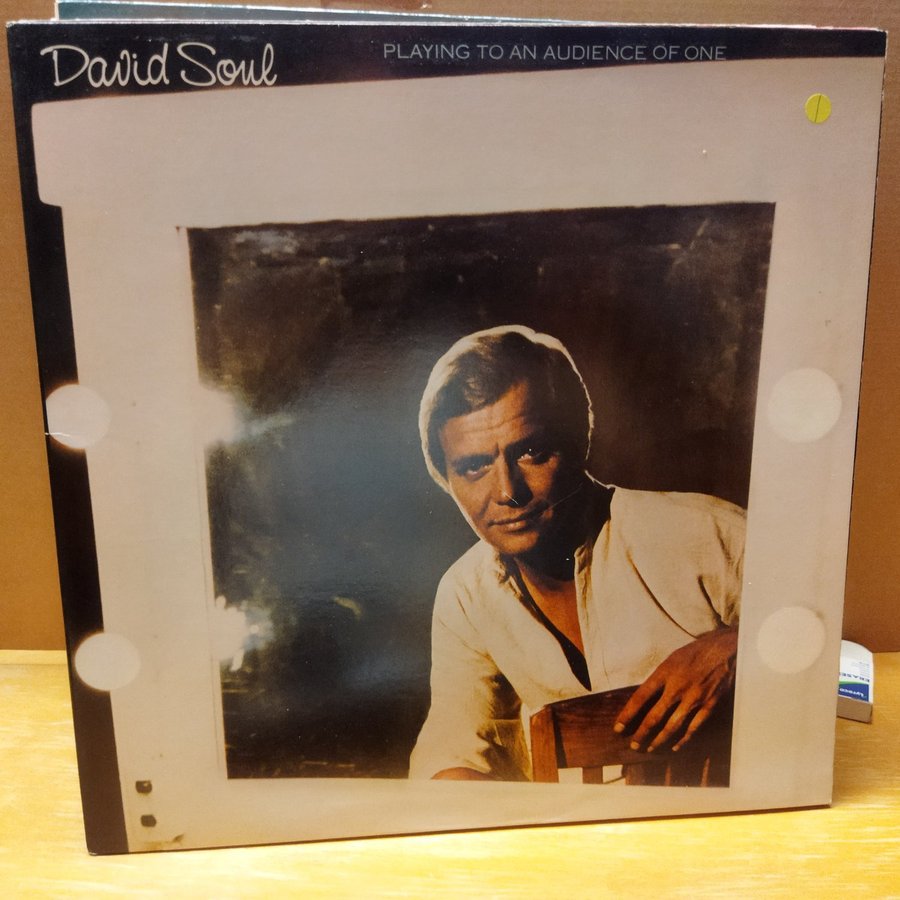 David Soul
PLAYING TO AN AUDIENCE OF ONE